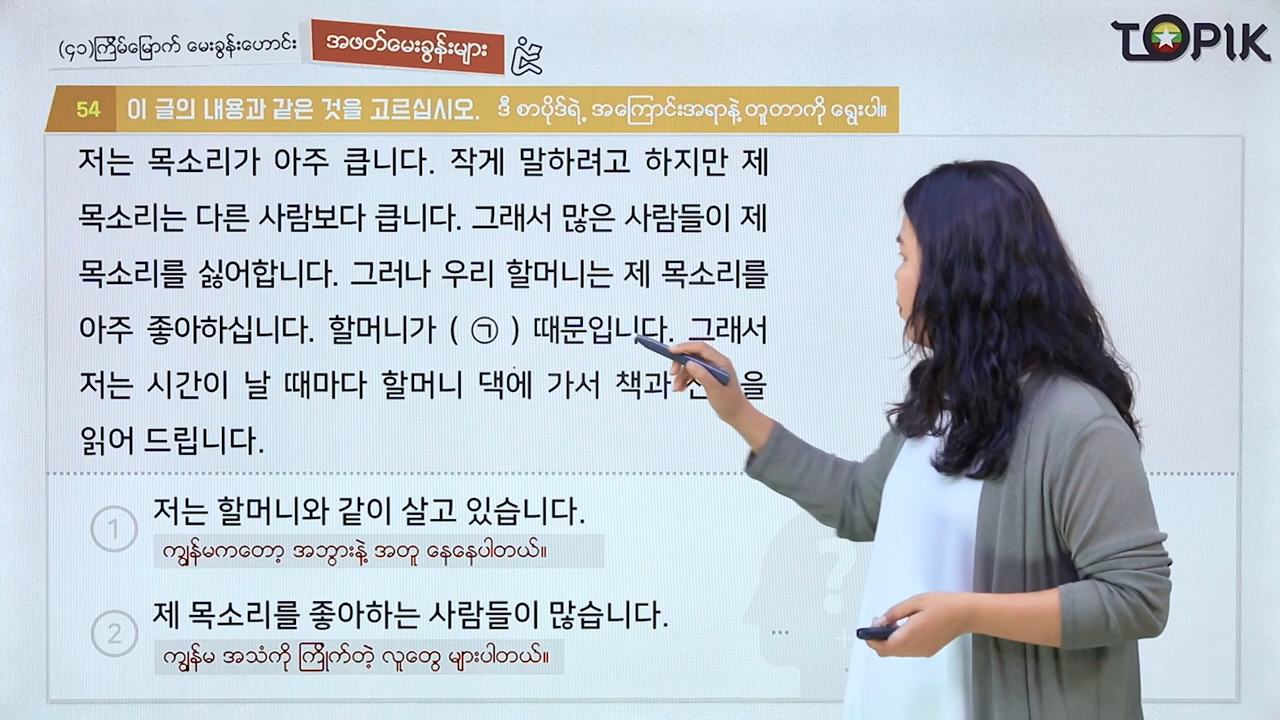 (၄၁)ကြိမ်မြောက် မေးခွန်းဟောင်း
အဖတ်မေးခွန်းများ
TOPIK
54 이 글의 내용과 같은 것을 고르십시오. ဒီ စာပိုဒ်ရဲ့ အကြောင်းအရာနဲ့ တူတာကို ရွေးပါ။
저는 목소리가 아주 큽니다. 작게 말하려고 하지만 제
목소리는 다른 사람보다 큽니다. 그래서 많은 사람들이 제
목소리를 싫어합니다. 그러나 우리 할머니는 제 목소리를
아주 좋아하십니다. 할머니가 ( ㉠ ) 때문입니다. 그래서
저는 시간이 날 때마다 할머니 댁에 가서 책과 을
읽어 드립니다.
1 저는 할머니와 같이 살고 있습니다.
ကျွန်မကတော့ အဘွားနဲ့ အတူ နေနေပါတယ်။
2 제 목소리를 좋아하는 사람들이 많습니다.
ကျွန်မ အသံကို ကြိုက်တဲ့ လူတွေ များပါတယ်။